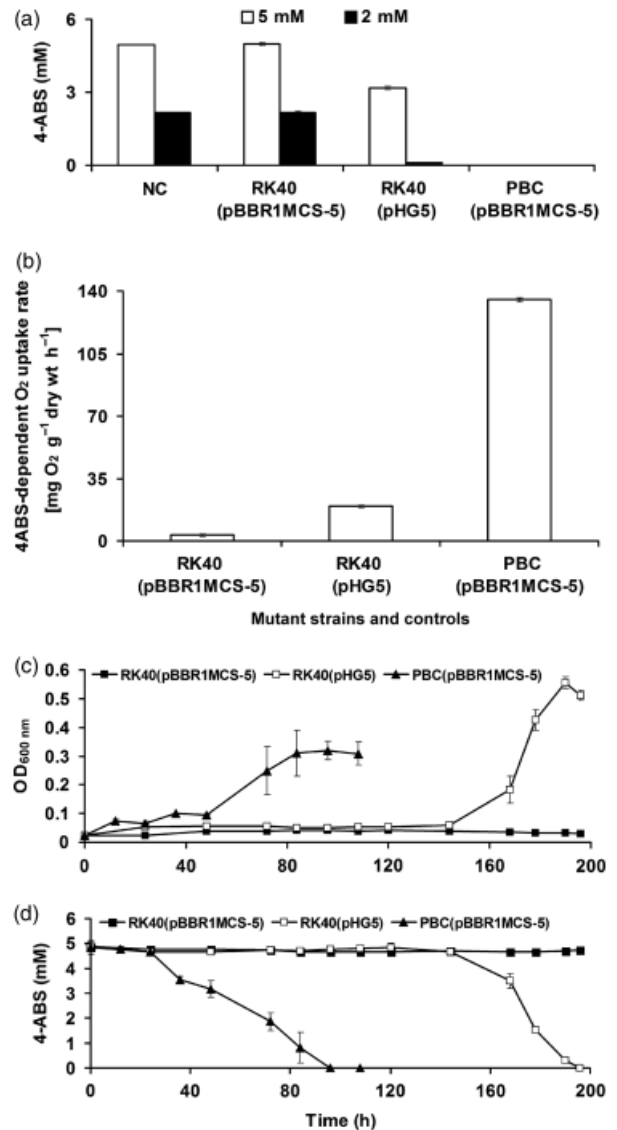 (a)
5 mM 2 mM
4-ABS (mM)
6
3
0
NC RK40 RK40 PBC
(pBBR1MCS-5) (pHG5) (pBBR1MCS-5)
(b)
4ABS-dependent O₂ uptake rate
[mg O₂ g⁻¹ dry wt h⁻¹]
140
105
70
35
0
RK40 RK40 PBC
(pBBR1MCS-5) (pHG5) (pBBR1MCS-5)
Mutant strains and controls
(c)
RK40(pBBR1MCS-5) RK40(pHG5) PBC(pBBR1MCS-5)
OD₆₀₀ ₙₘ
0.6
0.5
0.4
0.3
0.2
0.1
0
0 40 80 120 160 200
(d)
RK40(pBBR1MCS-5) RK40(pHG5) PBC(pBBR1MCS-5)
4-ABS (mM)
6
5
4
3
2
1
0
0 40 80 120 160 200
Time (h)